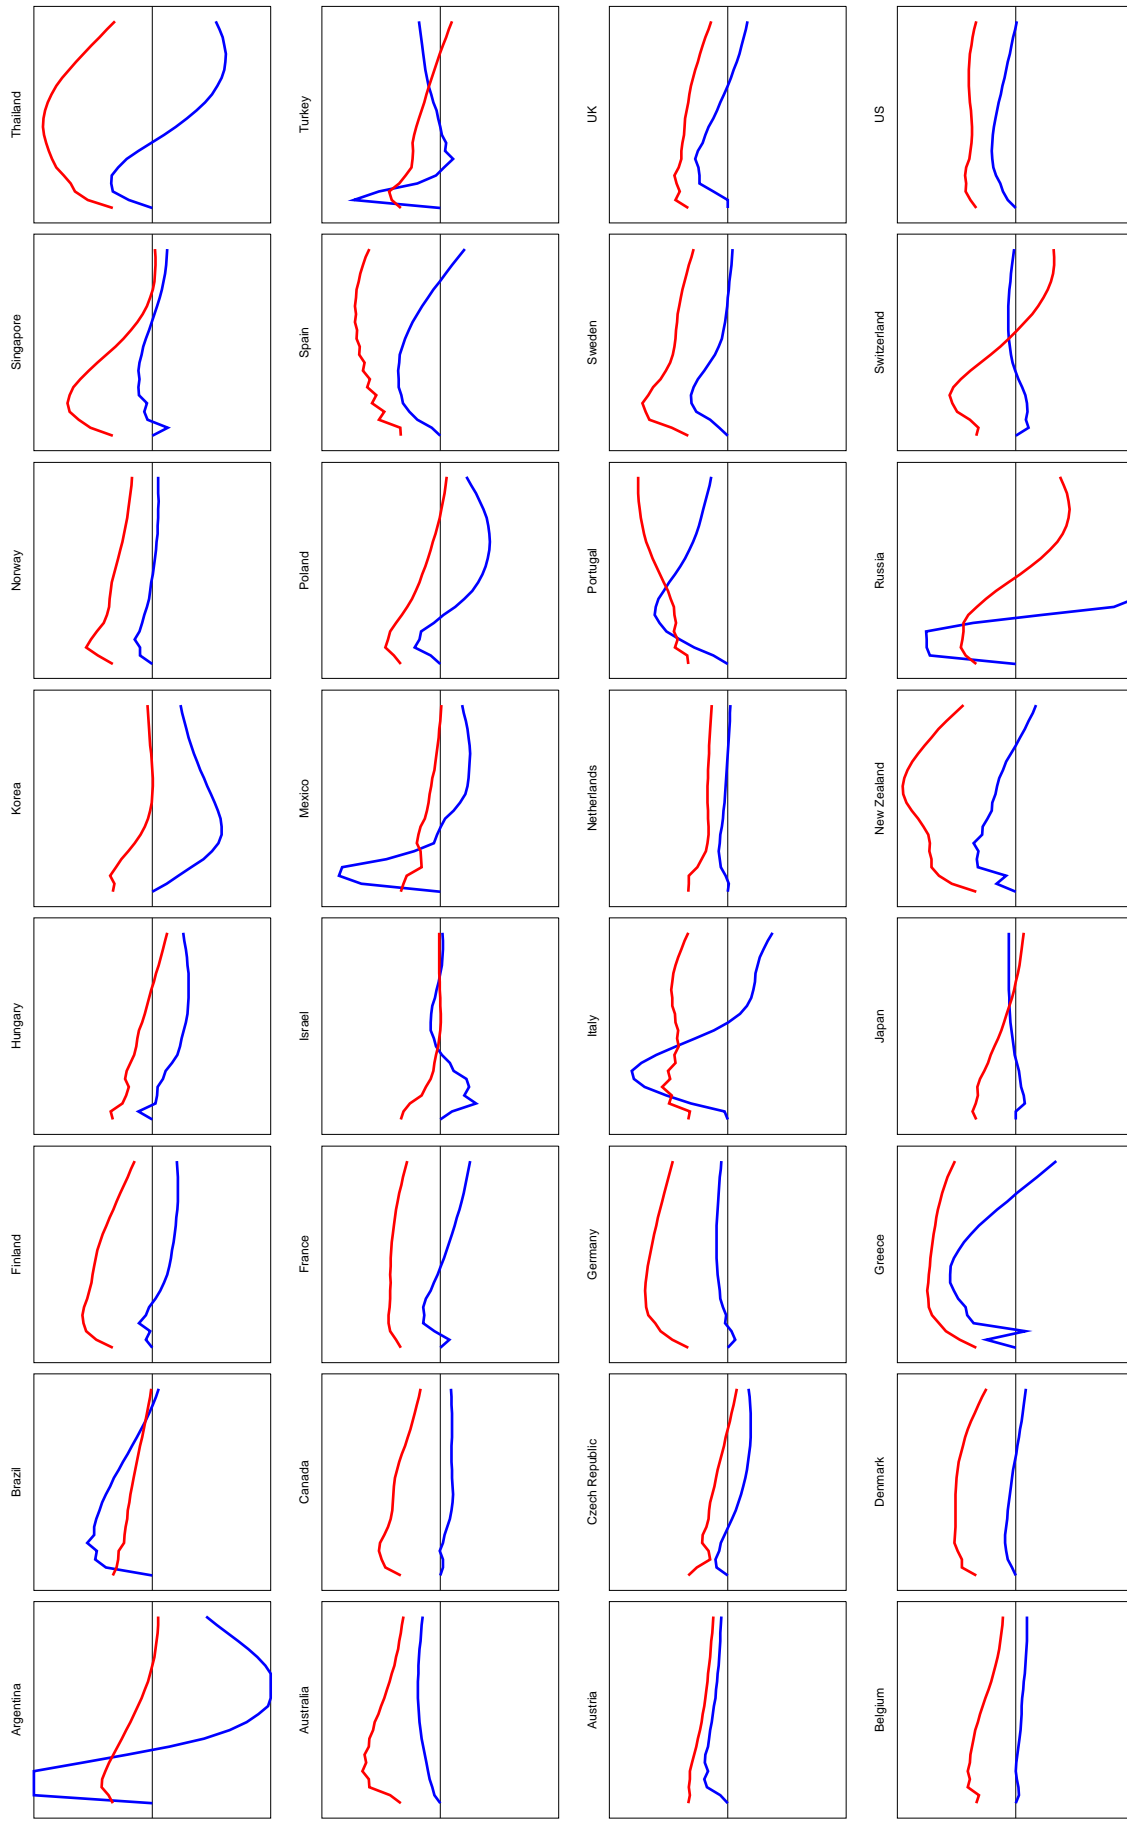 Argentina
Brazil
Finland
Hungary
Korea
Norway
Singapore
Thailand
Australia
Canada
France
Israel
Mexico
Poland
Spain
Turkey
Austria
Czech Republic
Germany
Italy
Netherlands
Portugal
Sweden
UK
Belgium
Denmark
Greece
Japan
New Zealand
Russia
Switzerland
US